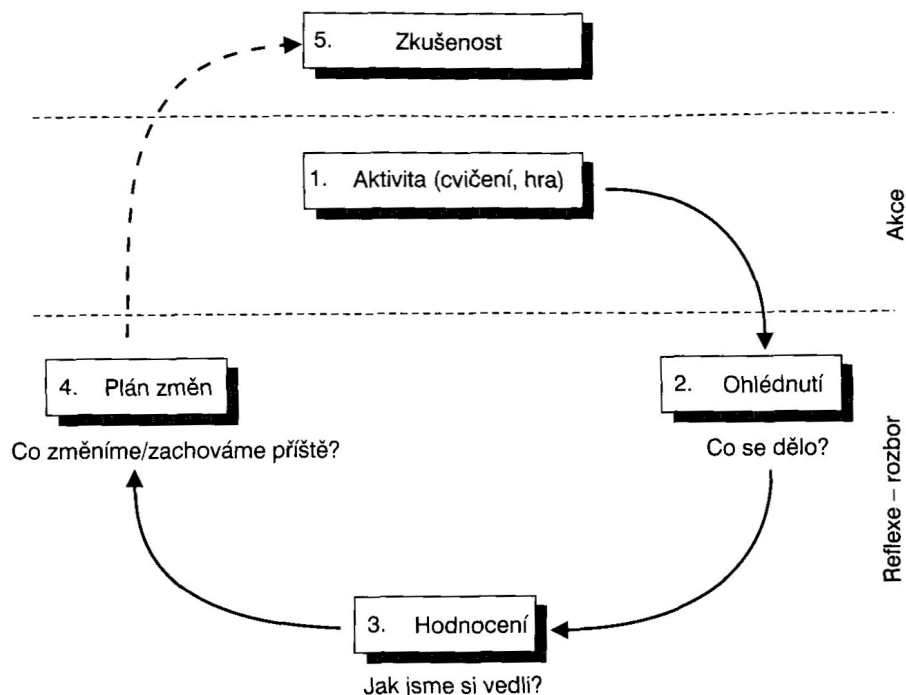 5. Zkušenost
1. Aktivita (cvičení, hra)
Akce
4. Plán změn
2. Ohlédnutí
Co změníme/zachováme příště?
Co se dělo?
Reflexe – rozbor
3. Hodnocení
Jak jsme si vedli?